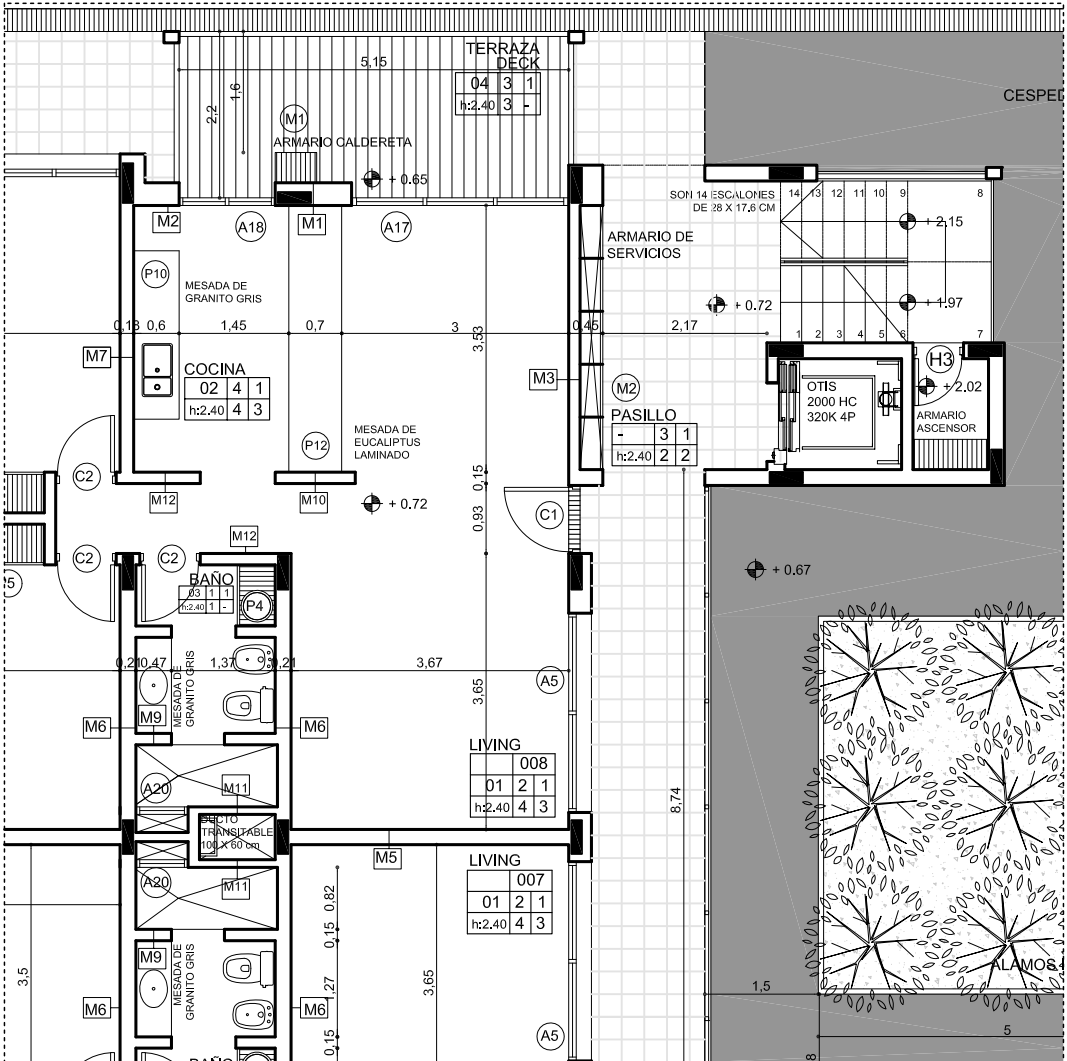 TERRAZA
DECK
04 3 1
h:2.40 3 -
5,15
2,2
1,6
M1
ARMARIO CALDERETA
+ 0.65
CESPED
M2
A18
M1
A17
SON 14 ESCALONES
DE 28 X 17,6 CM
14 13 12 11 10 9 8
+ 2,15
ARMARIO DE
SERVICIOS
P10
MESADA DE
GRANITO GRIS
+ 0.72
+ 1.97
0,18 0,6 1,45 0,7 3 0,45 2,17
3,53
1 2 3 4 5 6 7
M7
COCINA
02 4 1
h:2.40 4 3
M3
M2
H3
+ 2.02
OTIS
2000 HC
320K 4P
PASILLO
- 3 1
h:2.40 2 2
ARMARIO
ASCENSOR
P12
MESADA DE
EUCALIPTUS
LAMINADO
C2
M12
M10
0,15
+ 0.72
0,93
C1
M12
C2
C2
BAÑO
03 1 1
h:2.40 1 -
P4
+ 0.67
0,21 0,47 1,37 0,21 3,67
MESADA DE
GRANITO GRIS
3,65
A5
M6
M9
M6
LIVING
008
01 2 1
h:2.40 4 3
8,74
A20
M11
DUCTO
TRANSITABLE
100 X 60 cm
M5
LIVING
007
01 2 1
h:2.40 4 3
A20
M11
0,82
0,15
M9
MESADA DE
GRANITO GRIS
3,5
1,27
3,65
ALAMOS
1,5
M6
M6
A5
5
0,15
8
BAÑO